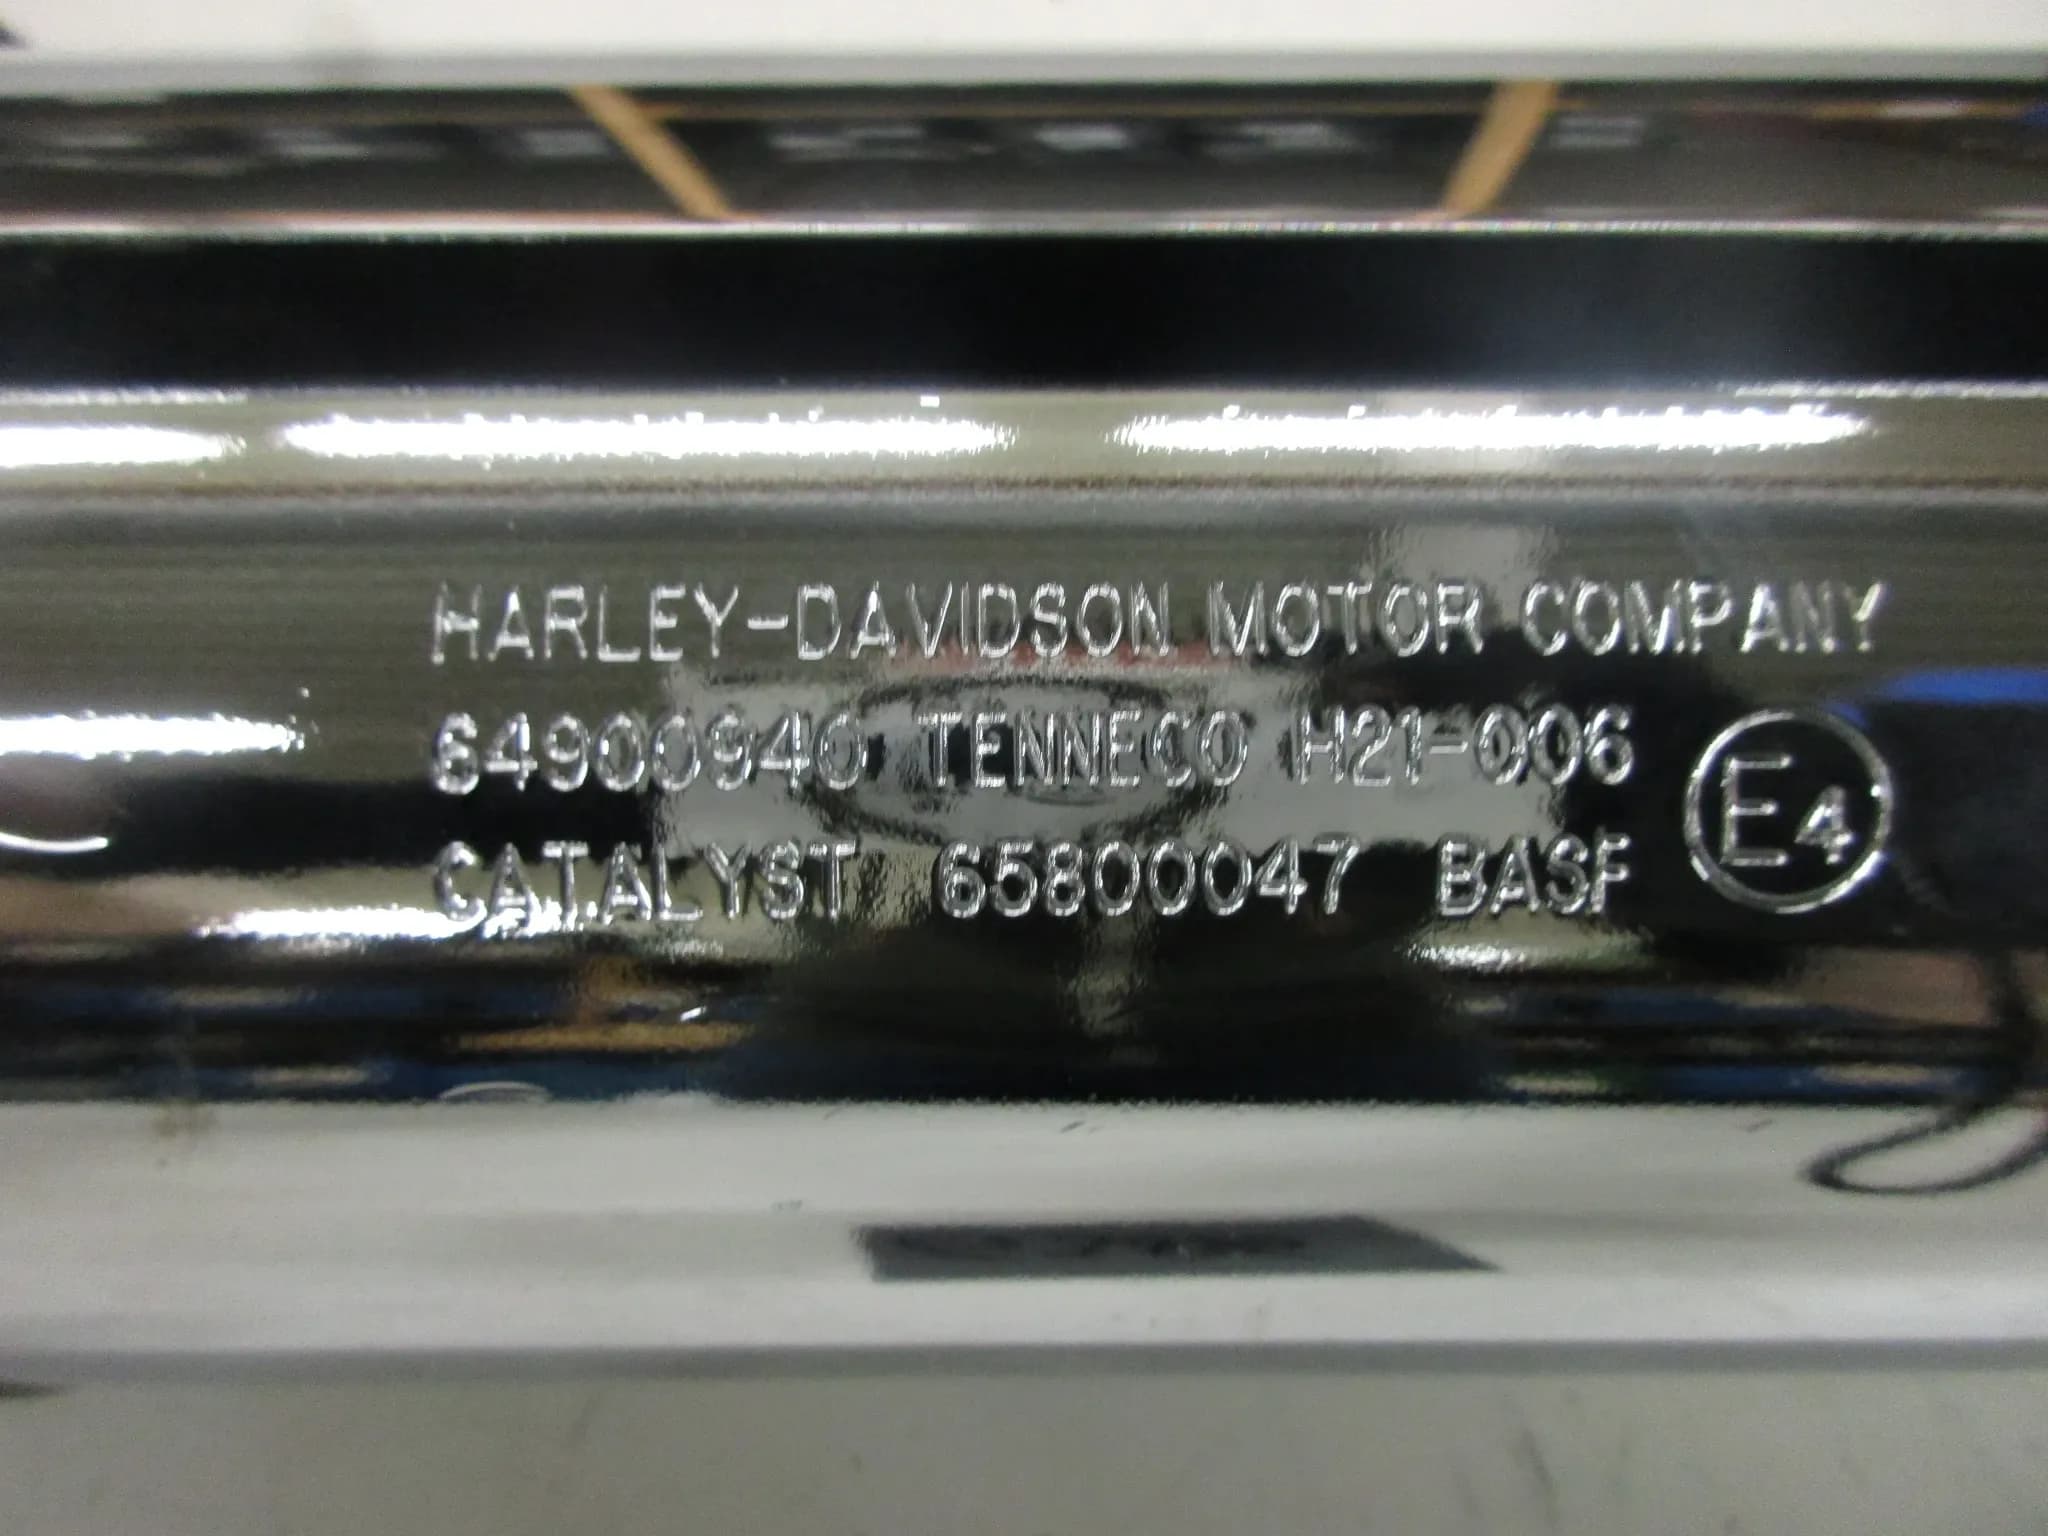 HARLEY-DAVIDSON MOTOR COMPANY
64900940 TENNECO H21-006
CATALYST 65800047 BASF
E4